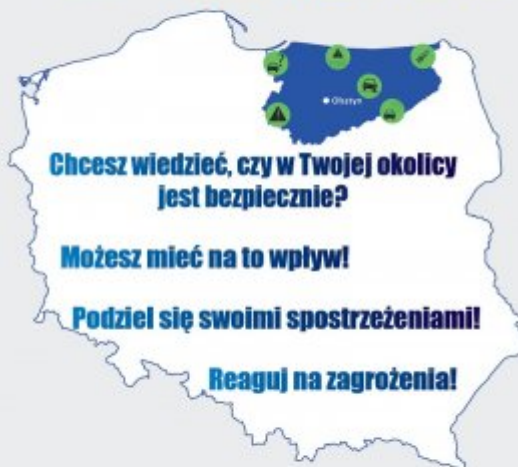 Olsztyn
Chcesz wiedzieć, czy w Twojej okolicy
jest bezpiecznie?
Możesz mieć na to wpływ!
Podziel się swoimi spostrzeżeniami!
Reaguj na zagrożenia!